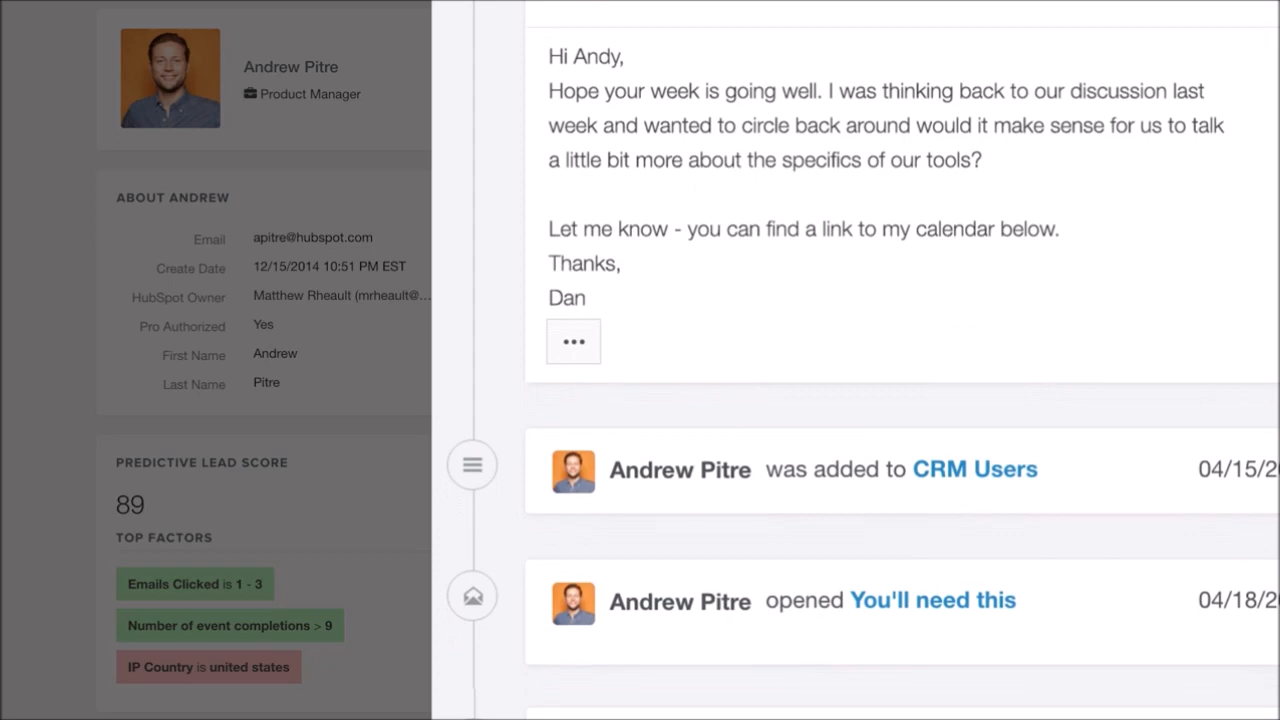 Andrew Pitre
Product Manager
ABOUT ANDREW
Email apitre@hubspot.com
Create Date 12/15/2014 10:51 PM EST
HubSpot Owner Matthew Rheault (mrheault@...
Pro Authorized Yes
First Name Andrew
Last Name Pitre
PREDICTIVE LEAD SCORE
89
TOP FACTORS
Emails Clicked is 1 - 3
Number of event completions > 9
IP Country is united states
Hi Andy,
Hope your week is going well. I was thinking back to our discussion last
week and wanted to circle back around would it make sense for us to talk
a little bit more about the specifics of our tools?
Let me know - you can find a link to my calendar below.
Thanks,
Dan
•••
Andrew Pitre was added to CRM Users 04/15/2
Andrew Pitre opened You'll need this 04/18/2